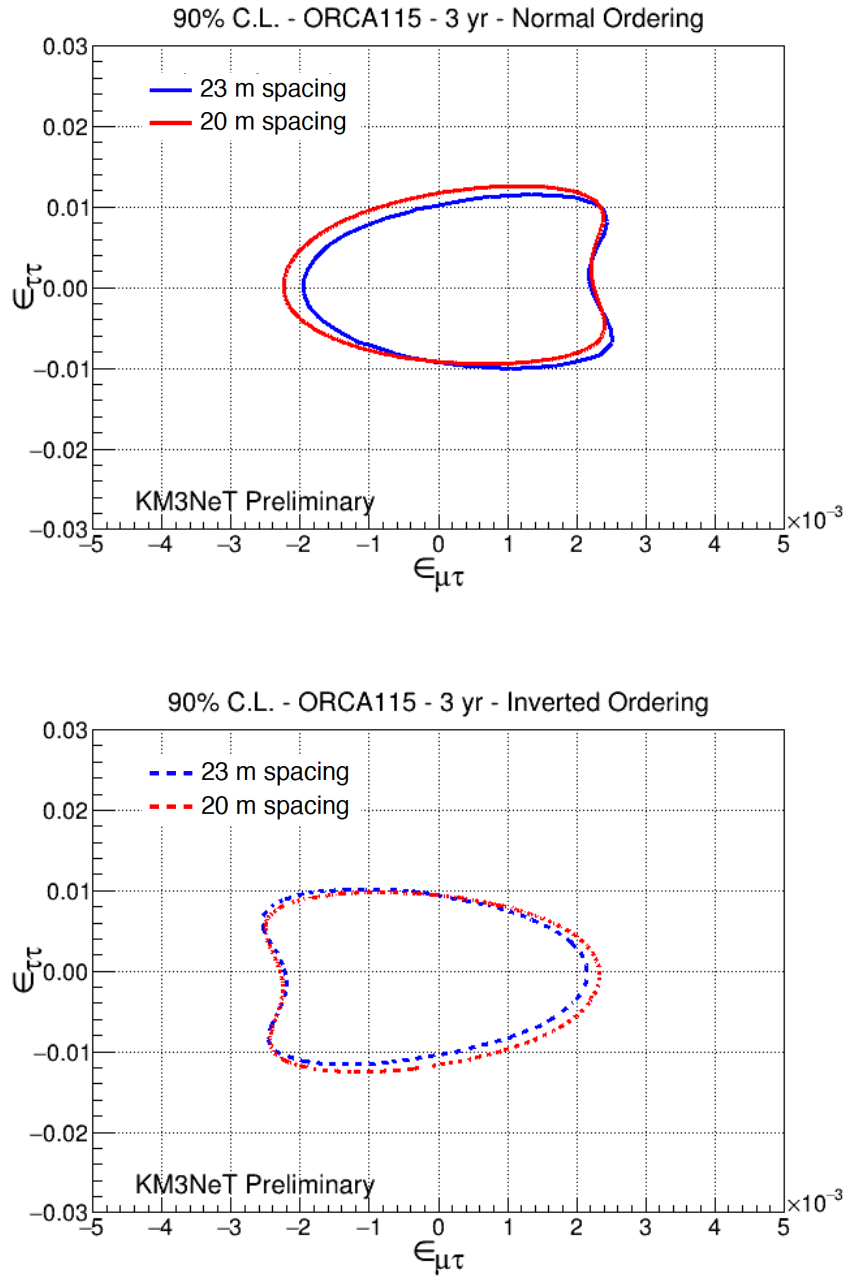 90% C.L. - ORCA115 - 3 yr - Normal Ordering
0.03
23 m spacing
20 m spacing
0.02
0.01
0.00
−0.01
−0.02
−0.03
ϵττ
KM3NeT Preliminary
×10−3
−5 −4 −3 −2 −1 0 1 2 3 4 5
ϵμτ
90% C.L. - ORCA115 - 3 yr - Inverted Ordering
0.03
23 m spacing
20 m spacing
0.02
0.01
0.00
−0.01
−0.02
−0.03
ϵττ
KM3NeT Preliminary
×10−3
−5 −4 −3 −2 −1 0 1 2 3 4 5
ϵμτ